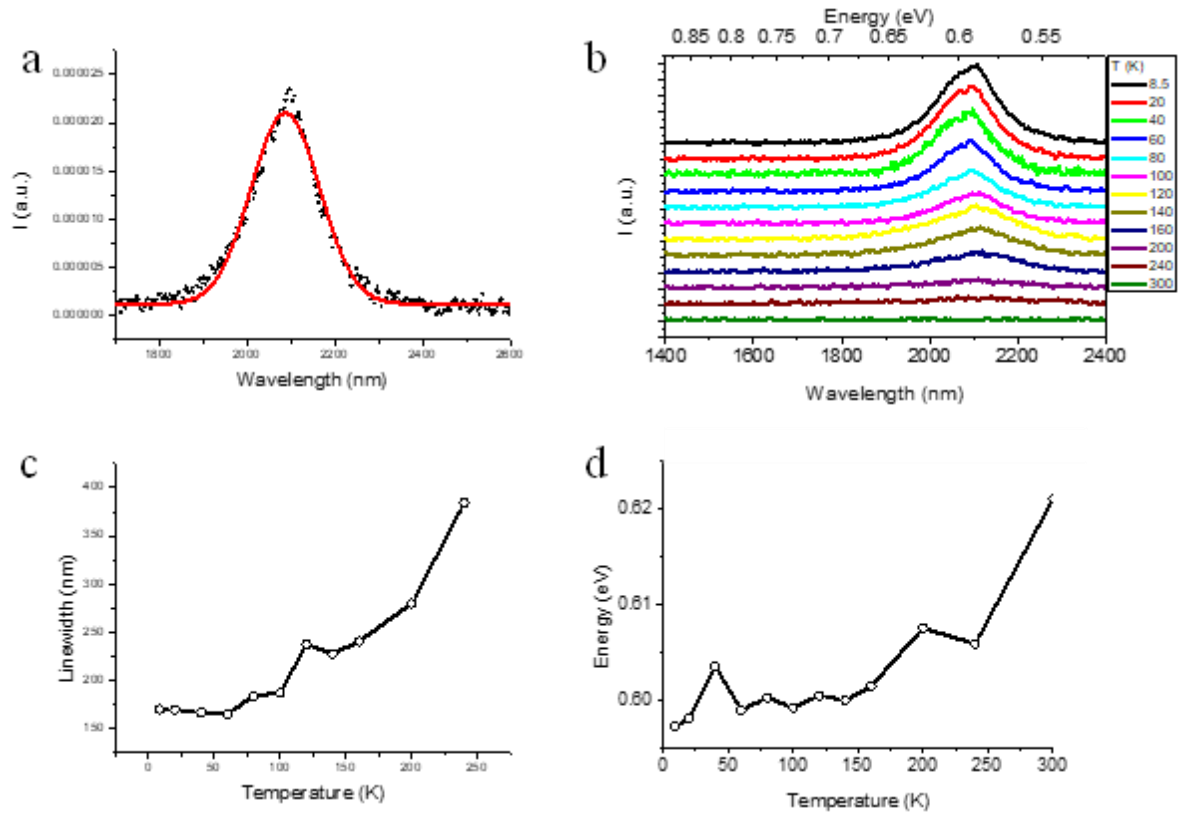 a
0.000025
0.000020
0.000015
0.000010
0.000005
0.000000
I (a.u.)
1800 2000 2200 2400 2600
Wavelength (nm)
b
Energy (eV)
0.85 0.8 0.75 0.7 0.65 0.6 0.55
I (a.u.)
T (K)
8.5
20
40
60
80
100
120
140
160
200
240
300
1400 1600 1800 2000 2200 2400
Wavelength (nm)
c
400
350
300
250
200
150
Linewidth (nm)
0 50 100 150 200 250
Temperature (K)
d
0.62
0.61
0.60
Energy (eV)
0 50 100 150 200 250 300
Temperature (K)